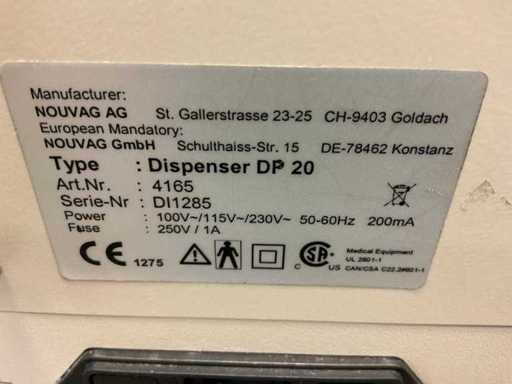 Manufacturer:
NOUVAG AG St. Gallerstrasse 23-25 CH-9403 Goldach
European Mandatory:
NOUVAG GmbH Schulthaiss-Str. 15 DE-78462 Konstanz
Type : Dispenser DP 20
Art.Nr. : 4165
Serie-Nr : DI1285
Power : 100V~/115V~/230V~ 50-60Hz 200mA
Fuse : 250V / 1A
CE 1275
C SA US
Medical Equipment
UL 2601-1
CAN/CSA C22.2#601-1